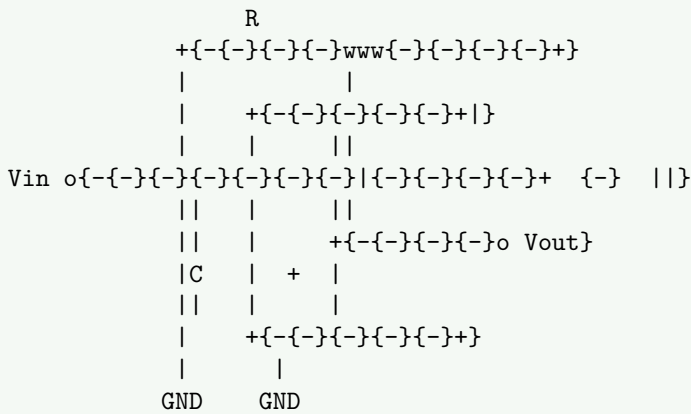 R
+{-{-}{-}{-}www{-}{-}{-}{-}+}
| |
| +{-{-}{-}{-}{-}+|}
| | ||
Vin o{-{-}{-}{-}{-}{-}{-}|{-}{-}{-}{-}+ {-} ||}
|| | ||
|| | +{-{-}{-}{-}o Vout}
|C | + |
|| | |
| +{-{-}{-}{-}{-}+}
| |
GND GND